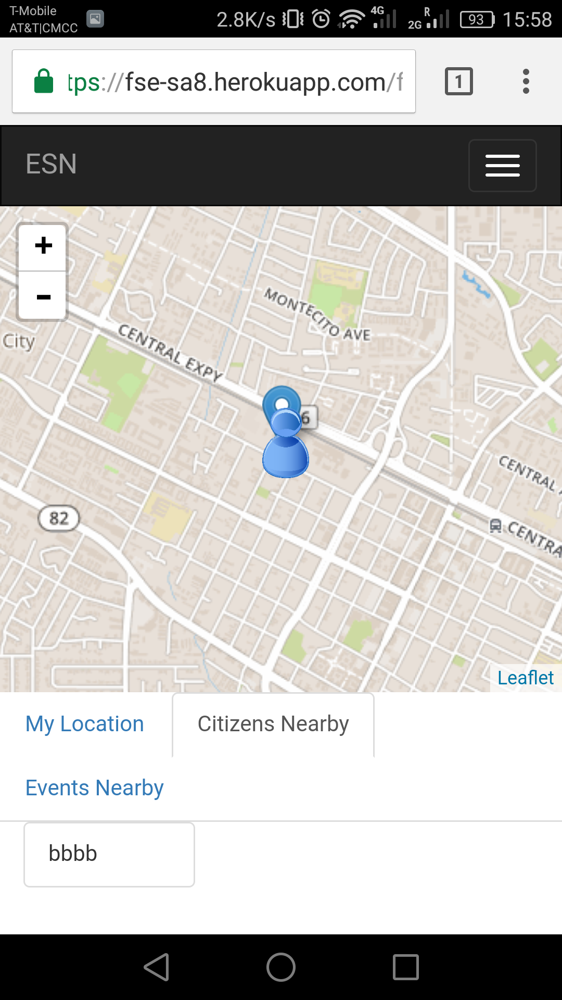 T-Mobile
AT&T|CMCC
2.8K/s
4G
2G
R
93
15:58
tps://fse-sa8.herokuapp.com/f
1
ESN
+
-
MONTECITO AVE
CENTRAL EXPY
City
6
CENTRAL
82
CENTRA
Leaflet
My Location
Citizens Nearby
Events Nearby
bbbb